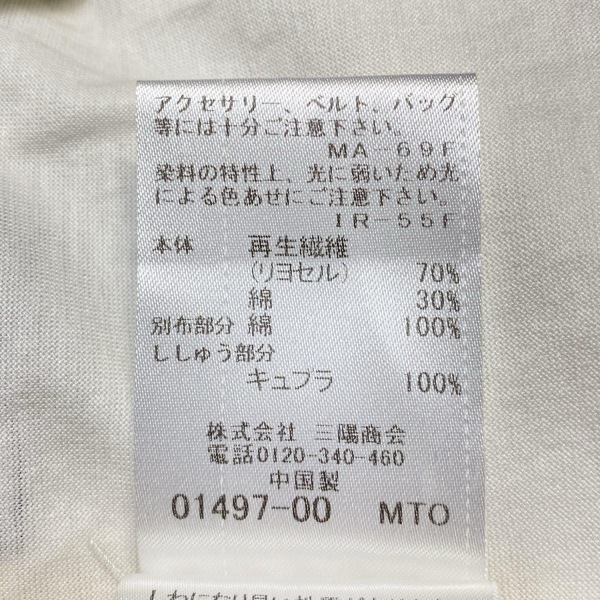 アクセサリー、ベルト、バッグ
等には十分ご注意下さい。
MA-69F
染料の特性上、光に弱いため光
による色あせにご注意下さい。
IR-55F
本体 再生繊維
(リヨセル) 70%
綿 30%
別布部分 綿 100%
ししゅう部分
キュプラ 100%
株式会社 三陽商会
電話0120-340-460
中国製
01497-00 MTO